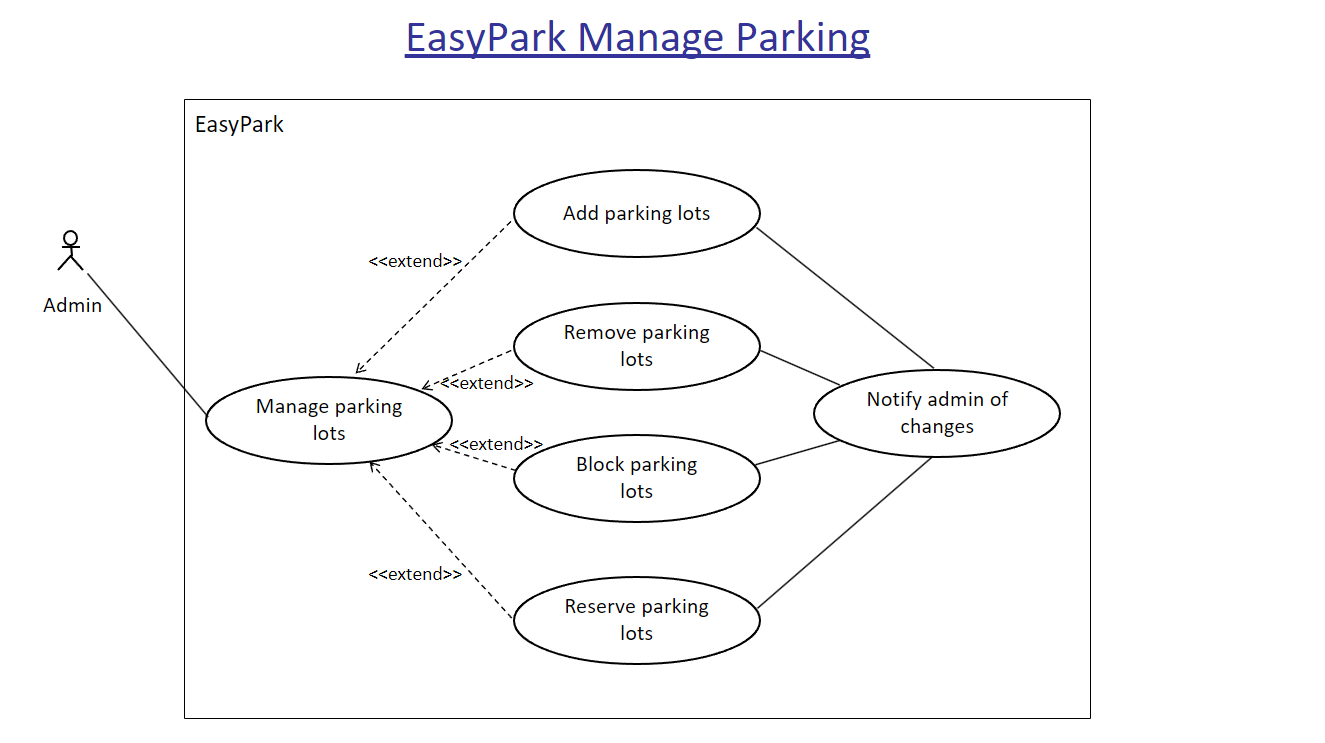 EasyPark Manage Parking
EasyPark
Add parking lots
<<extend>>
Admin
Remove parking
lots
<<extend>>
Manage parking
lots
Notify admin of
changes
<<extend>>
Block parking
lots
<<extend>>
Reserve parking
lots